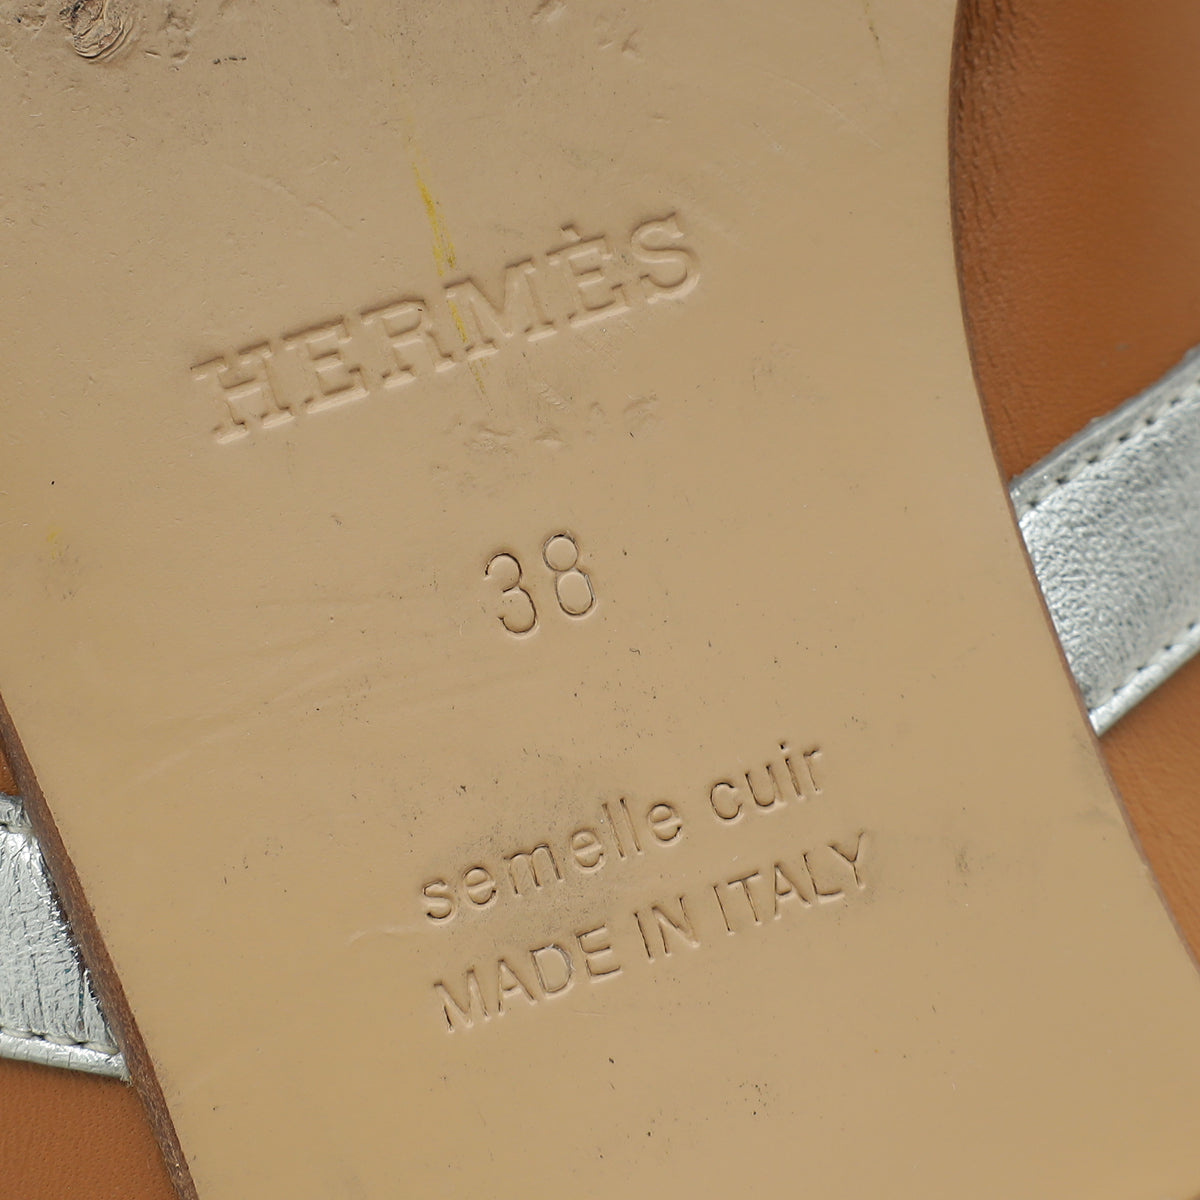 HERMÈS
38
semelle cuir
MADE IN ITALY